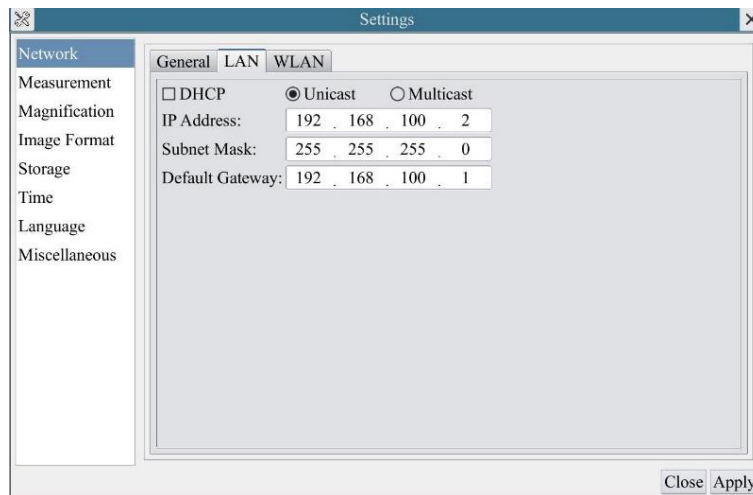 Settings
Network
Measurement
Magnification
Image Format
Storage
Time
Language
Miscellaneous
General LAN WLAN
DHCP Unicast Multicast
IP Address: 192 . 168 . 100 . 2
Subnet Mask: 255 . 255 . 255 . 0
Default Gateway: 192 . 168 . 100 . 1
Close Apply